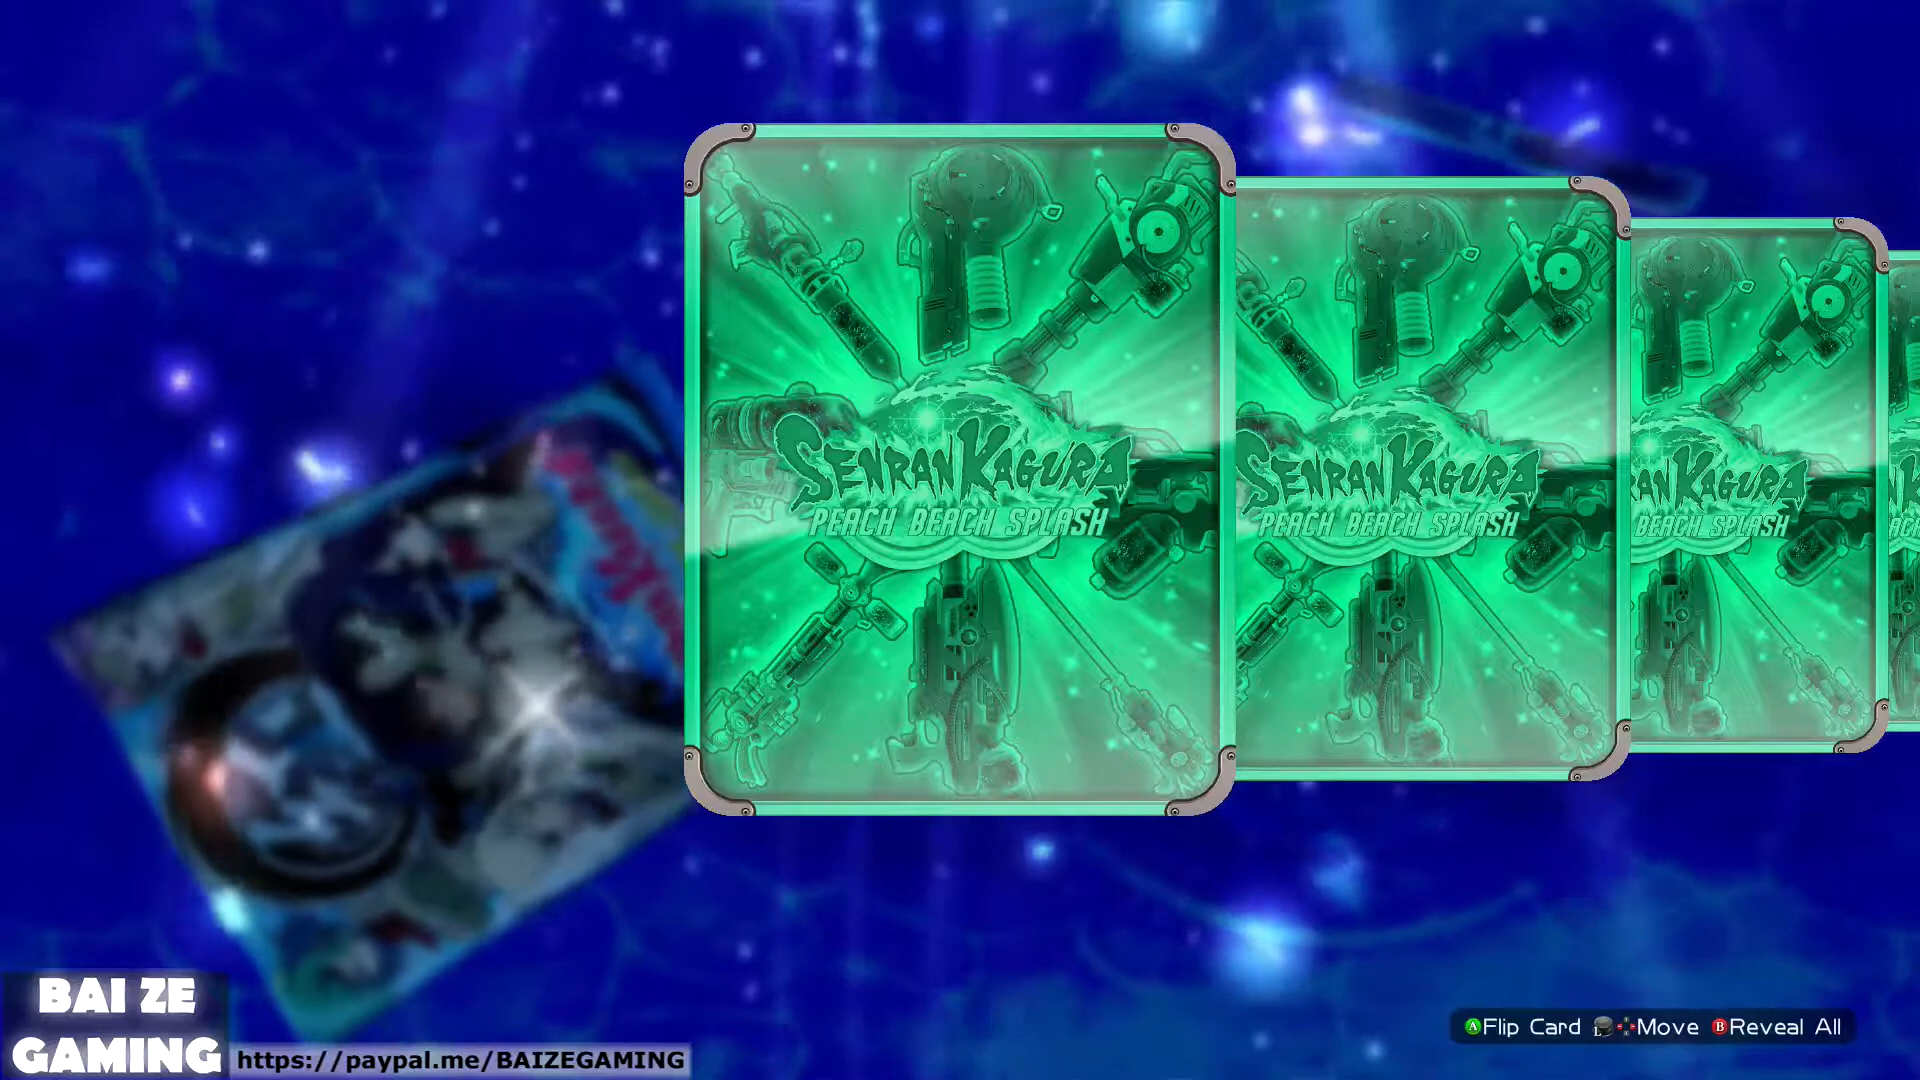 SENRAN KAGURA
PEACH BEACH SPLASH
SENRAN KAGURA
PEACH BEACH SPLASH
RAN KAGURA
BEACH SPLASH
A Flip Card L Move B Reveal All
BAI ZE
GAMING
https://paypal.me/BAIZEGAMING